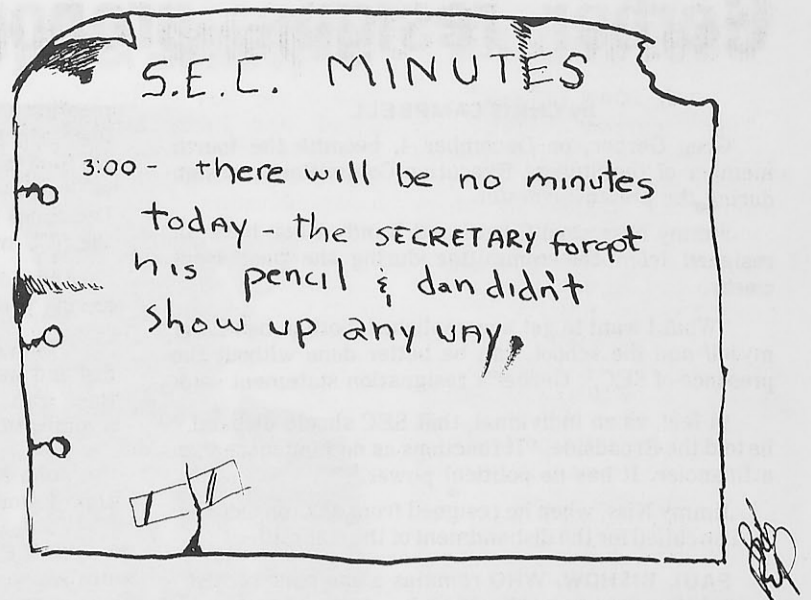 S.E.C. MINUTES
3:00 - there will be no minutes
today the SECRETARY forgot
his pencil & dan didn't
show up any way,